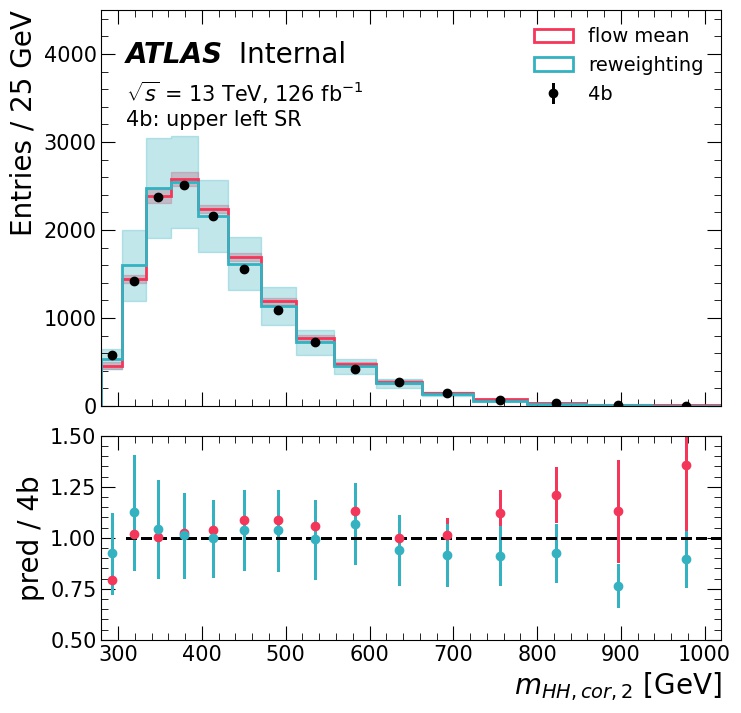 Entries / 25 GeV
4000
3000
2000
1000
0
ATLAS Internal
√s = 13 TeV, 126 fb⁻¹
4b: upper left SR
flow mean
reweighting
4b
pred / 4b
1.50
1.25
1.00
0.75
0.50
300 400 500 600 700 800 900 1000
m_{HH,cor,2} [GeV]